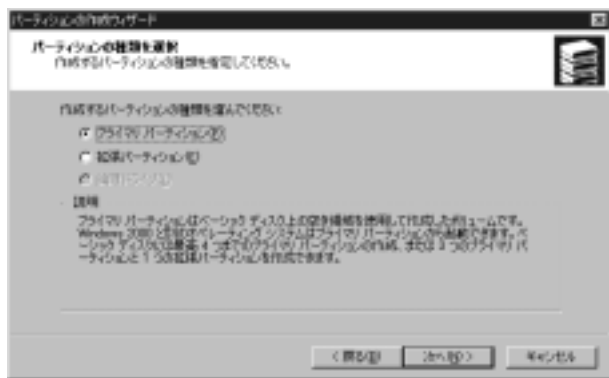 パーティションの作成ウィザード
パーティションの種類を選択
作成するパーティションの種類を指定してください。
作成するパーティションの種類を選んでください:
プライマリ パーティション(P)
拡張パーティション(E)
論理ドライブ(L)
説明
プライマリ パーティションはベーシック ディスク上の空き領域を使用して作成したボリュームです。
Windows 2000 と
オペレーティング システムはプライマリ パーティションから起動できます。ベ
ーシック ディスクには最高 4 つまでのプライマリ パーティションの作成、または 3 つのプライマリ パ
ーティションと 1 つの拡張パーティションを作成できます。
< 戻る(B)
次へ(N) >
キャンセル